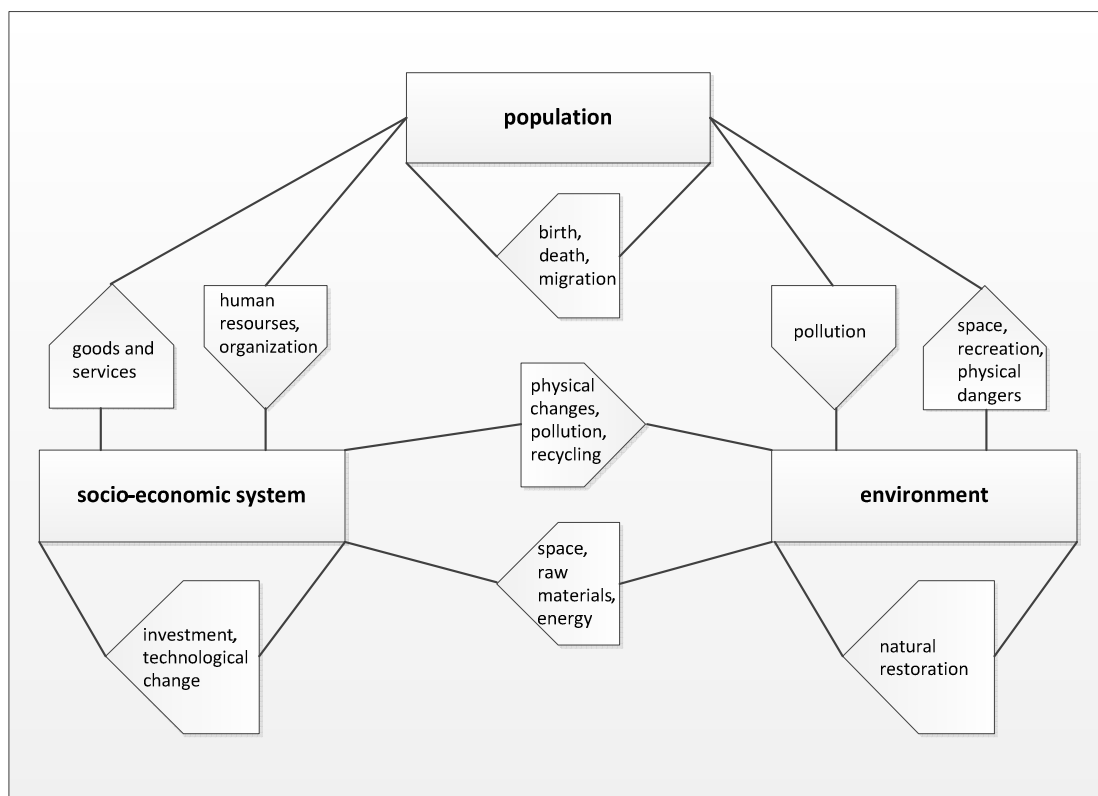 population
birth,
death,
migration
goods and
services
human
resourses,
organization
pollution
space,
recreation,
physical
dangers
physical
changes,
pollution,
recycling
socio-economic system
environment
space,
raw
materials,
energy
investment,
technological
change
natural
restoration